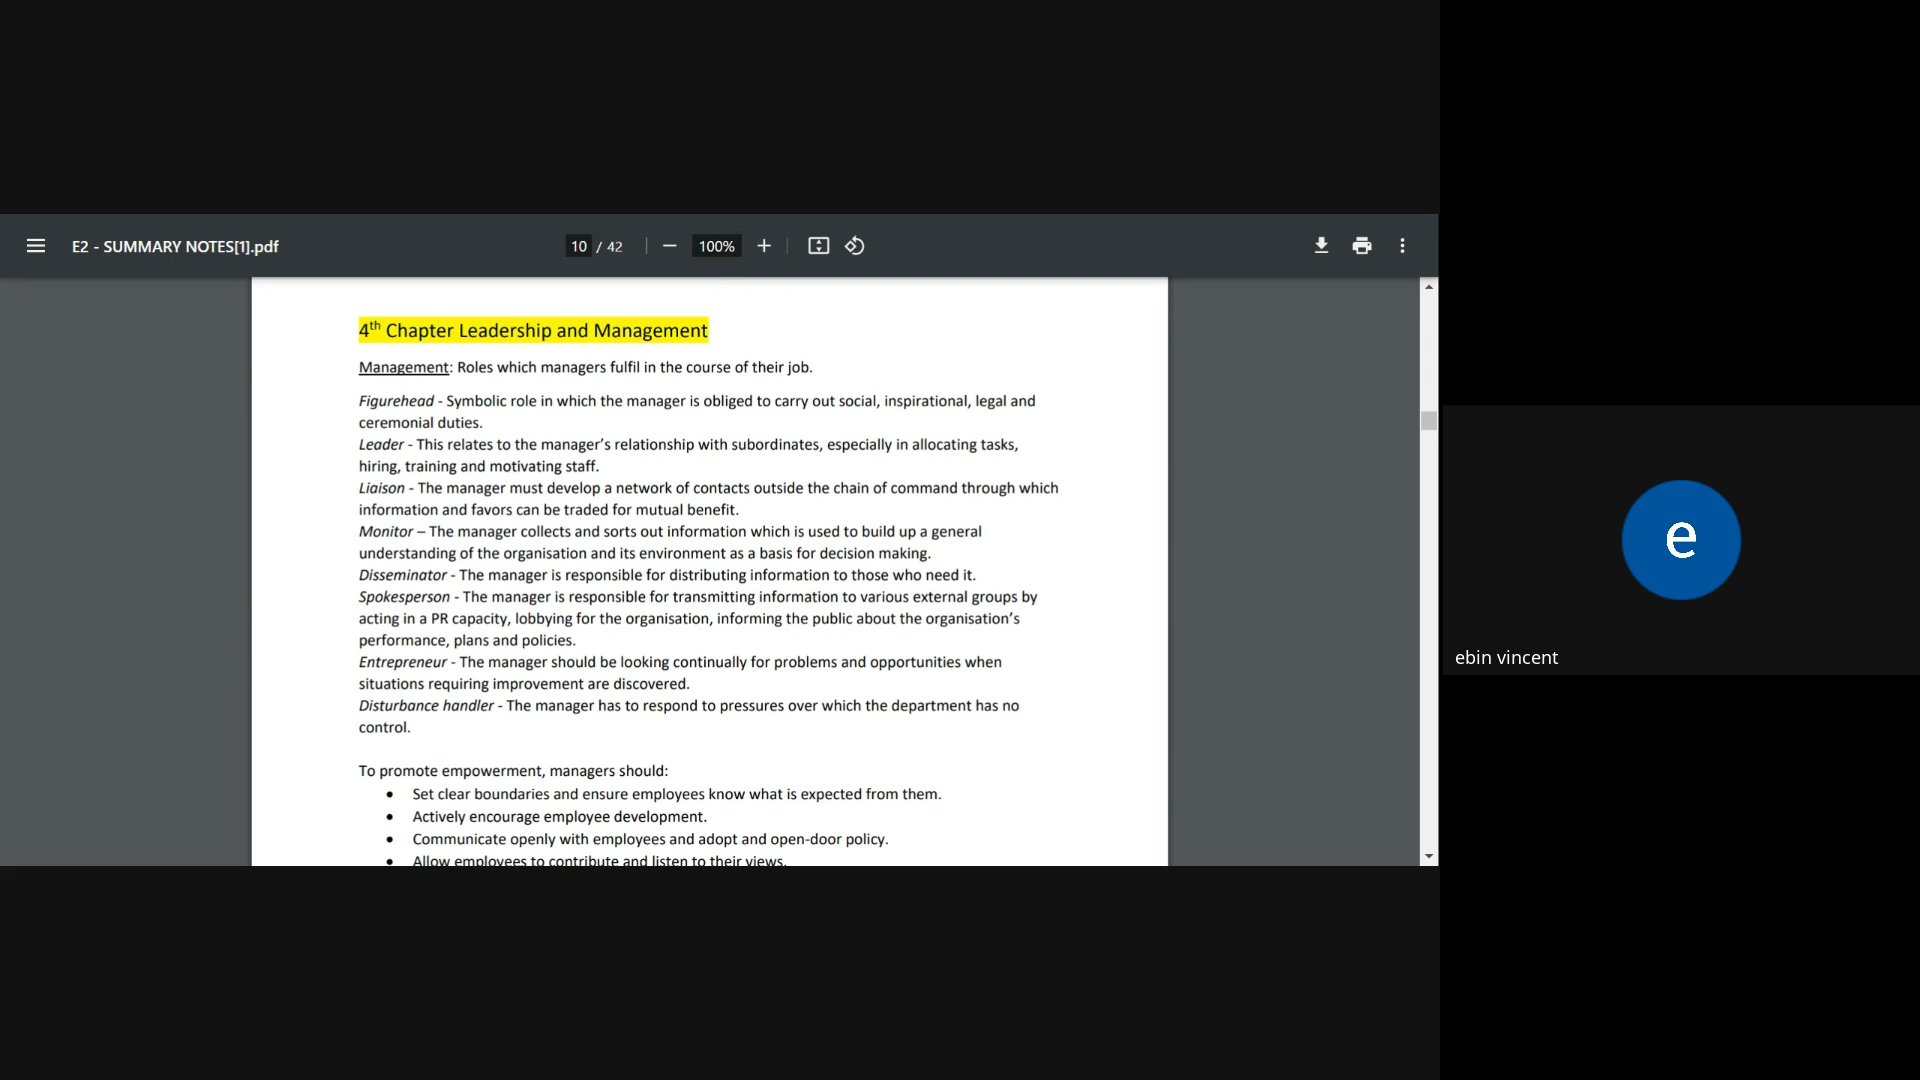 E2 - SUMMARY NOTES[1].pdf
10 / 42
100%
4th Chapter Leadership and Management
Management: Roles which managers fulfil in the course of their job.
Figurehead - Symbolic role in which the manager is obliged to carry out social, inspirational, legal and
ceremonial duties.
Leader - This relates to the manager's relationship with subordinates, especially in allocating tasks,
hiring, training and motivating staff.
Liaison - The manager must develop a network of contacts outside the chain of command through which
information and favors can be traded for mutual benefit.
Monitor – The manager collects and sorts out information which is used to build up a general
understanding of the organisation and its environment as a basis for decision making.
Disseminator - The manager is responsible for distributing information to those who need it.
Spokesperson - The manager is responsible for transmitting information to various external groups by
acting in a PR capacity, lobbying for the organisation, informing the public about the organisation's
performance, plans and policies.
Entrepreneur - The manager should be looking continually for problems and opportunities when
situations requiring improvement are discovered.
Disturbance handler - The manager has to respond to pressures over which the department has no
control.
To promote empowerment, managers should:
• Set clear boundaries and ensure employees know what is expected from them.
• Actively encourage employee development.
• Communicate openly with employees and adopt and open-door policy.
• Allow employees to contribute and listen to their views.
e
ebin vincent